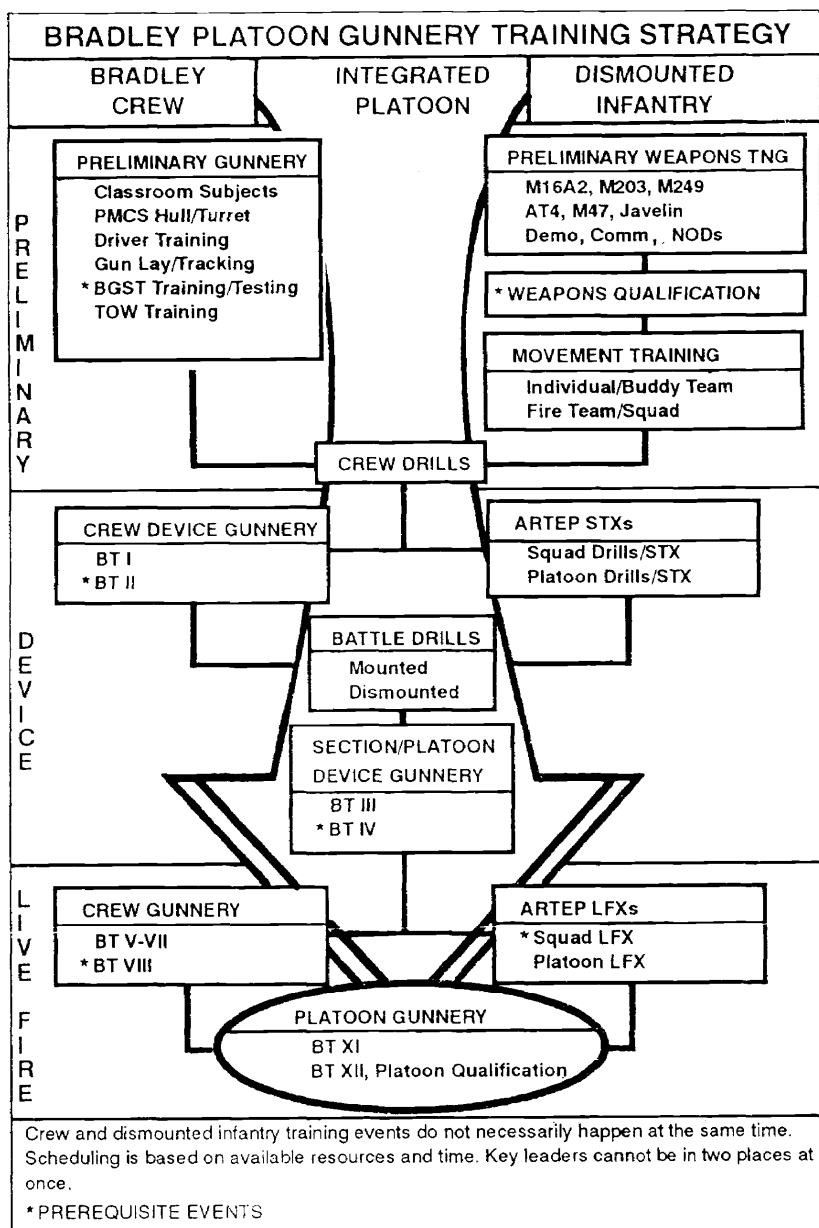 BRADLEY PLATOON GUNNERY TRAINING STRATEGY
BRADLEY
CREW
INTEGRATED
PLATOON
DISMOUNTED
INFANTRY
PRELIMINARY
PRELIMINARY GUNNERY
Classroom Subjects
PMCS Hull/Turret
Driver Training
Gun Lay/Tracking
* BGST Training/Testing
TOW Training
PRELIMINARY WEAPONS TNG
M16A2, M203, M249
AT4, M47, Javelin
Demo, Comm, NODs
* WEAPONS QUALIFICATION
MOVEMENT TRAINING
Individual/Buddy Team
Fire Team/Squad
CREW DRILLS
DEVICE
CREW DEVICE GUNNERY
BT I
* BT II
ARTEP STXs
Squad Drills/STX
Platoon Drills/STX
BATTLE DRILLS
Mounted
Dismounted
SECTION/PLATOON
DEVICE GUNNERY
BT III
* BT IV
LIVE FIRE
CREW GUNNERY
BT V-VII
* BT VIII
ARTEP LFXs
* Squad LFX
Platoon LFX
PLATOON GUNNERY
BT XI
BT XII, Platoon Qualification
Crew and dismounted infantry training events do not necessarily happen at the same time.
Scheduling is based on available resources and time. Key leaders cannot be in two places at
once.
* PREREQUISITE EVENTS